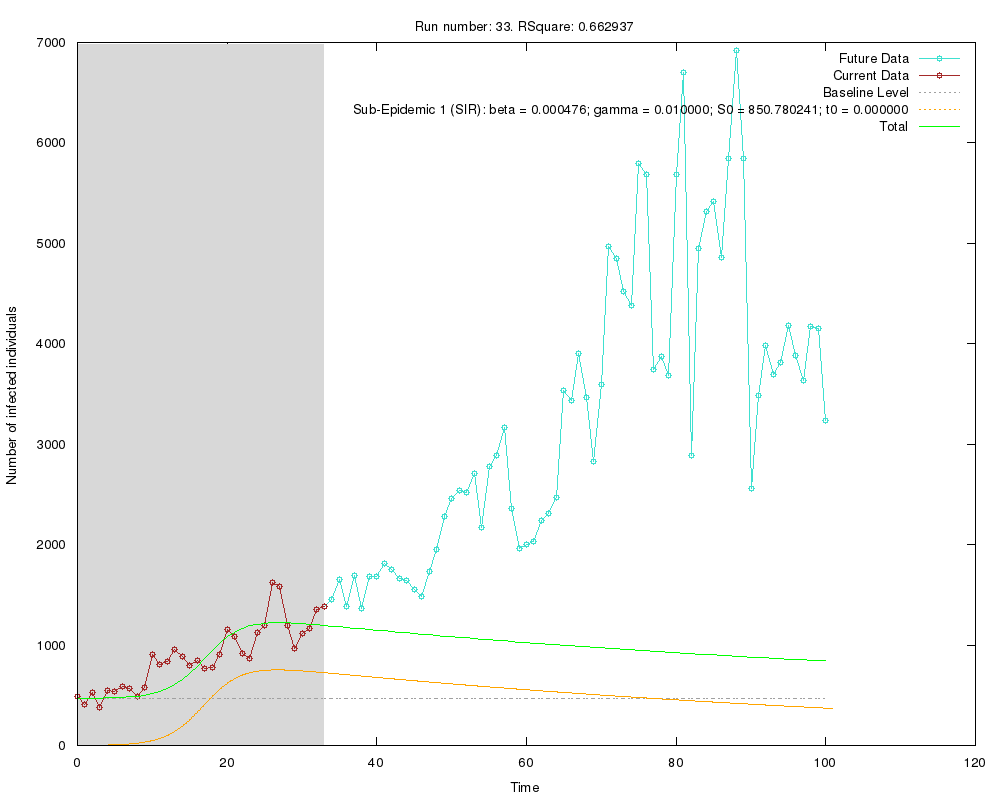 Run number: 33. RSquare: 0.662937
7000
6000
5000
4000
3000
2000
1000
0
Number of infected individuals
Future Data
Current Data
Baseline Level
Sub-Epidemic 1 (SIR): beta = 0.000476; gamma = 0.010000; S0 = 850.780241; t0 = 0.000000
Total
0 20 40 60 80 100 120
Time